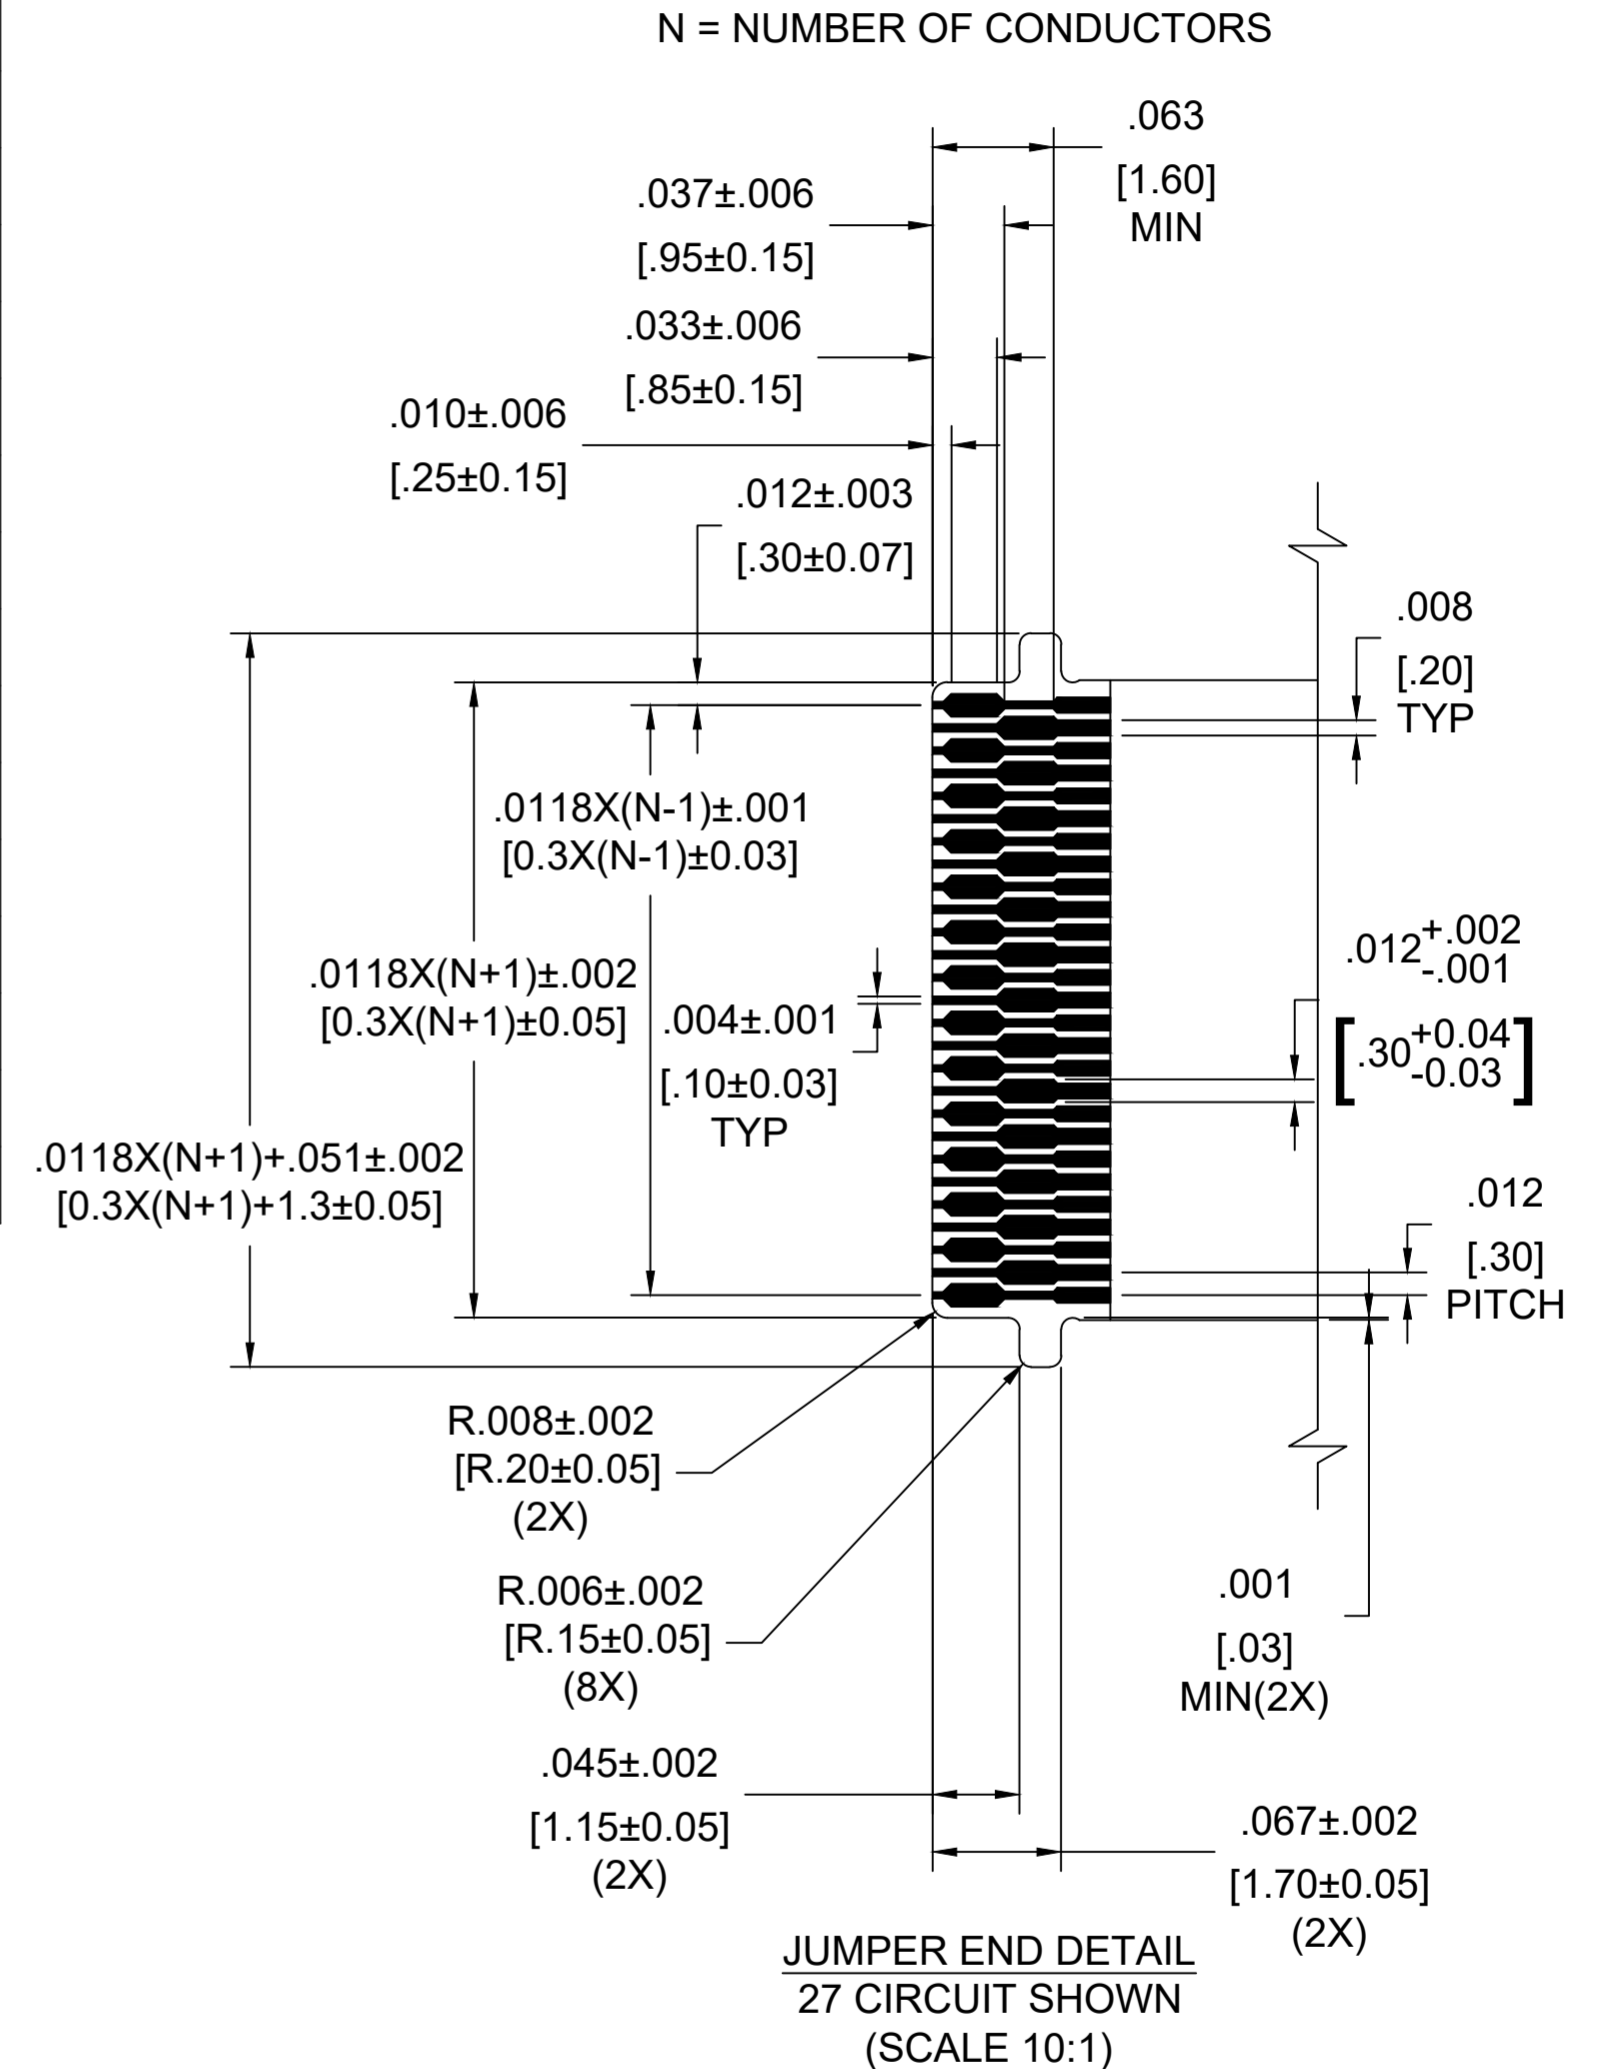 N = NUMBER OF CONDUCTORS
.063
[1.60]
MIN
.037±.006
[.95±0.15]
.033±.006
[.85±0.15]
.010±.006
[.25±0.15]
.012±.003
[.30±0.07]
.008
[.20]
TYP
.0118X(N-1)±.001
[0.3X(N-1)±0.03]
.0118X(N+1)±.002
[0.3X(N+1)±0.05]
.004±.001
[.10±0.03]
TYP
.012+.002
-.001
[.30+0.04
-0.03]
.0118X(N+1)+.051±.002
[0.3X(N+1)+1.3±0.05]
.012
[.30]
PITCH
R.008±.002
[R.20±0.05]
(2X)
R.006±.002
[R.15±0.05]
(8X)
.001
[.03]
MIN(2X)
.045±.002
[1.15±0.05]
(2X)
.067±.002
[1.70±0.05]
(2X)
JUMPER END DETAIL
27 CIRCUIT SHOWN
(SCALE 10:1)